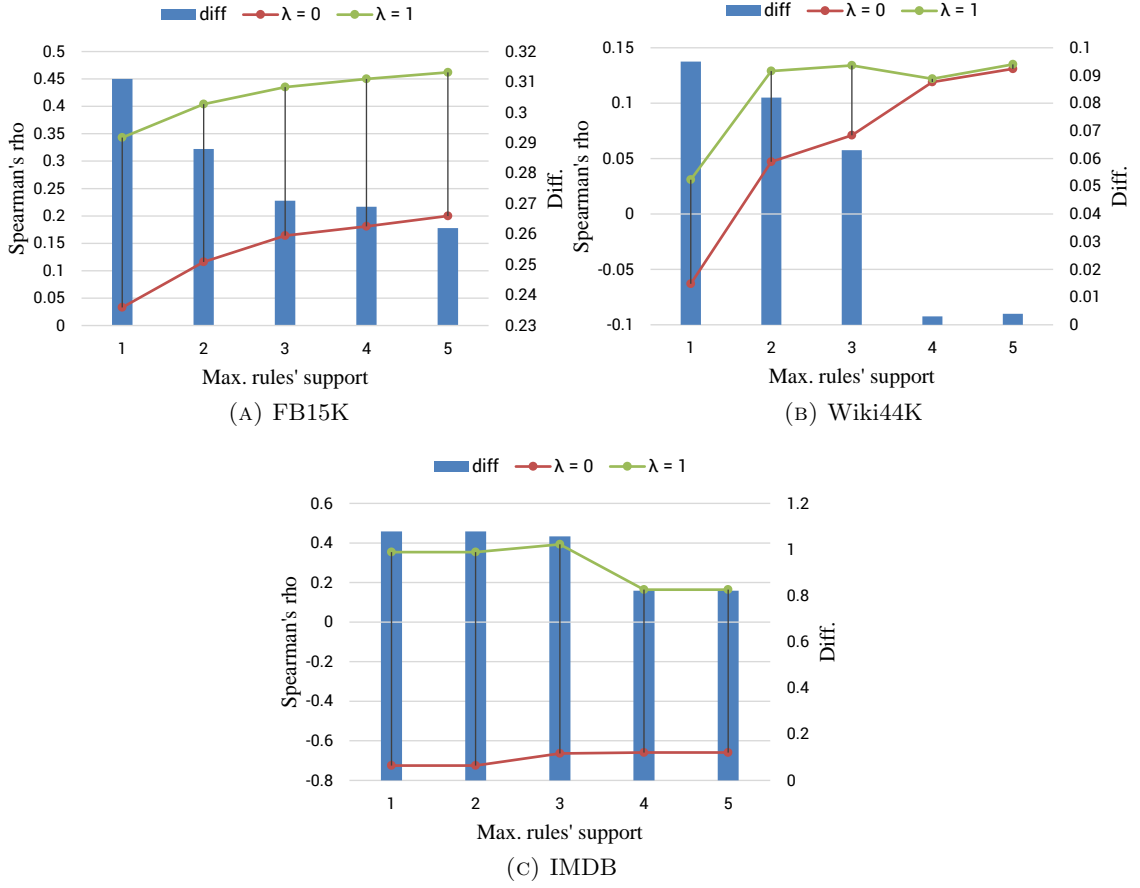 diff λ = 0 λ = 1
0.5 0.32
0.45 0.31
0.4 0.3
0.35 0.29
0.3 0.28
0.25 0.27
0.2 0.26
0.15 0.25
0.1 0.24
0.05 0.23
0
Spearman's rho
Diff.
1 2 3 4 5
Max. rules' support
(A) FB15K
diff λ = 0 λ = 1
0.15 0.1
0.1 0.09
0.05 0.08
0 0.07
-0.05 0.06
-0.1 0.05
0.04
0.03
0.02
0.01
0
Spearman's rho
Diff.
1 2 3 4 5
Max. rules' support
(B) Wiki44K
diff λ = 0 λ = 1
0.6 1.2
0.4 1
0.2 0.8
0 0.6
-0.2 0.4
-0.4 0.2
-0.6 0
-0.8
Spearman's rho
Diff.
1 2 3 4 5
Max. rules' support
(C) IMDB